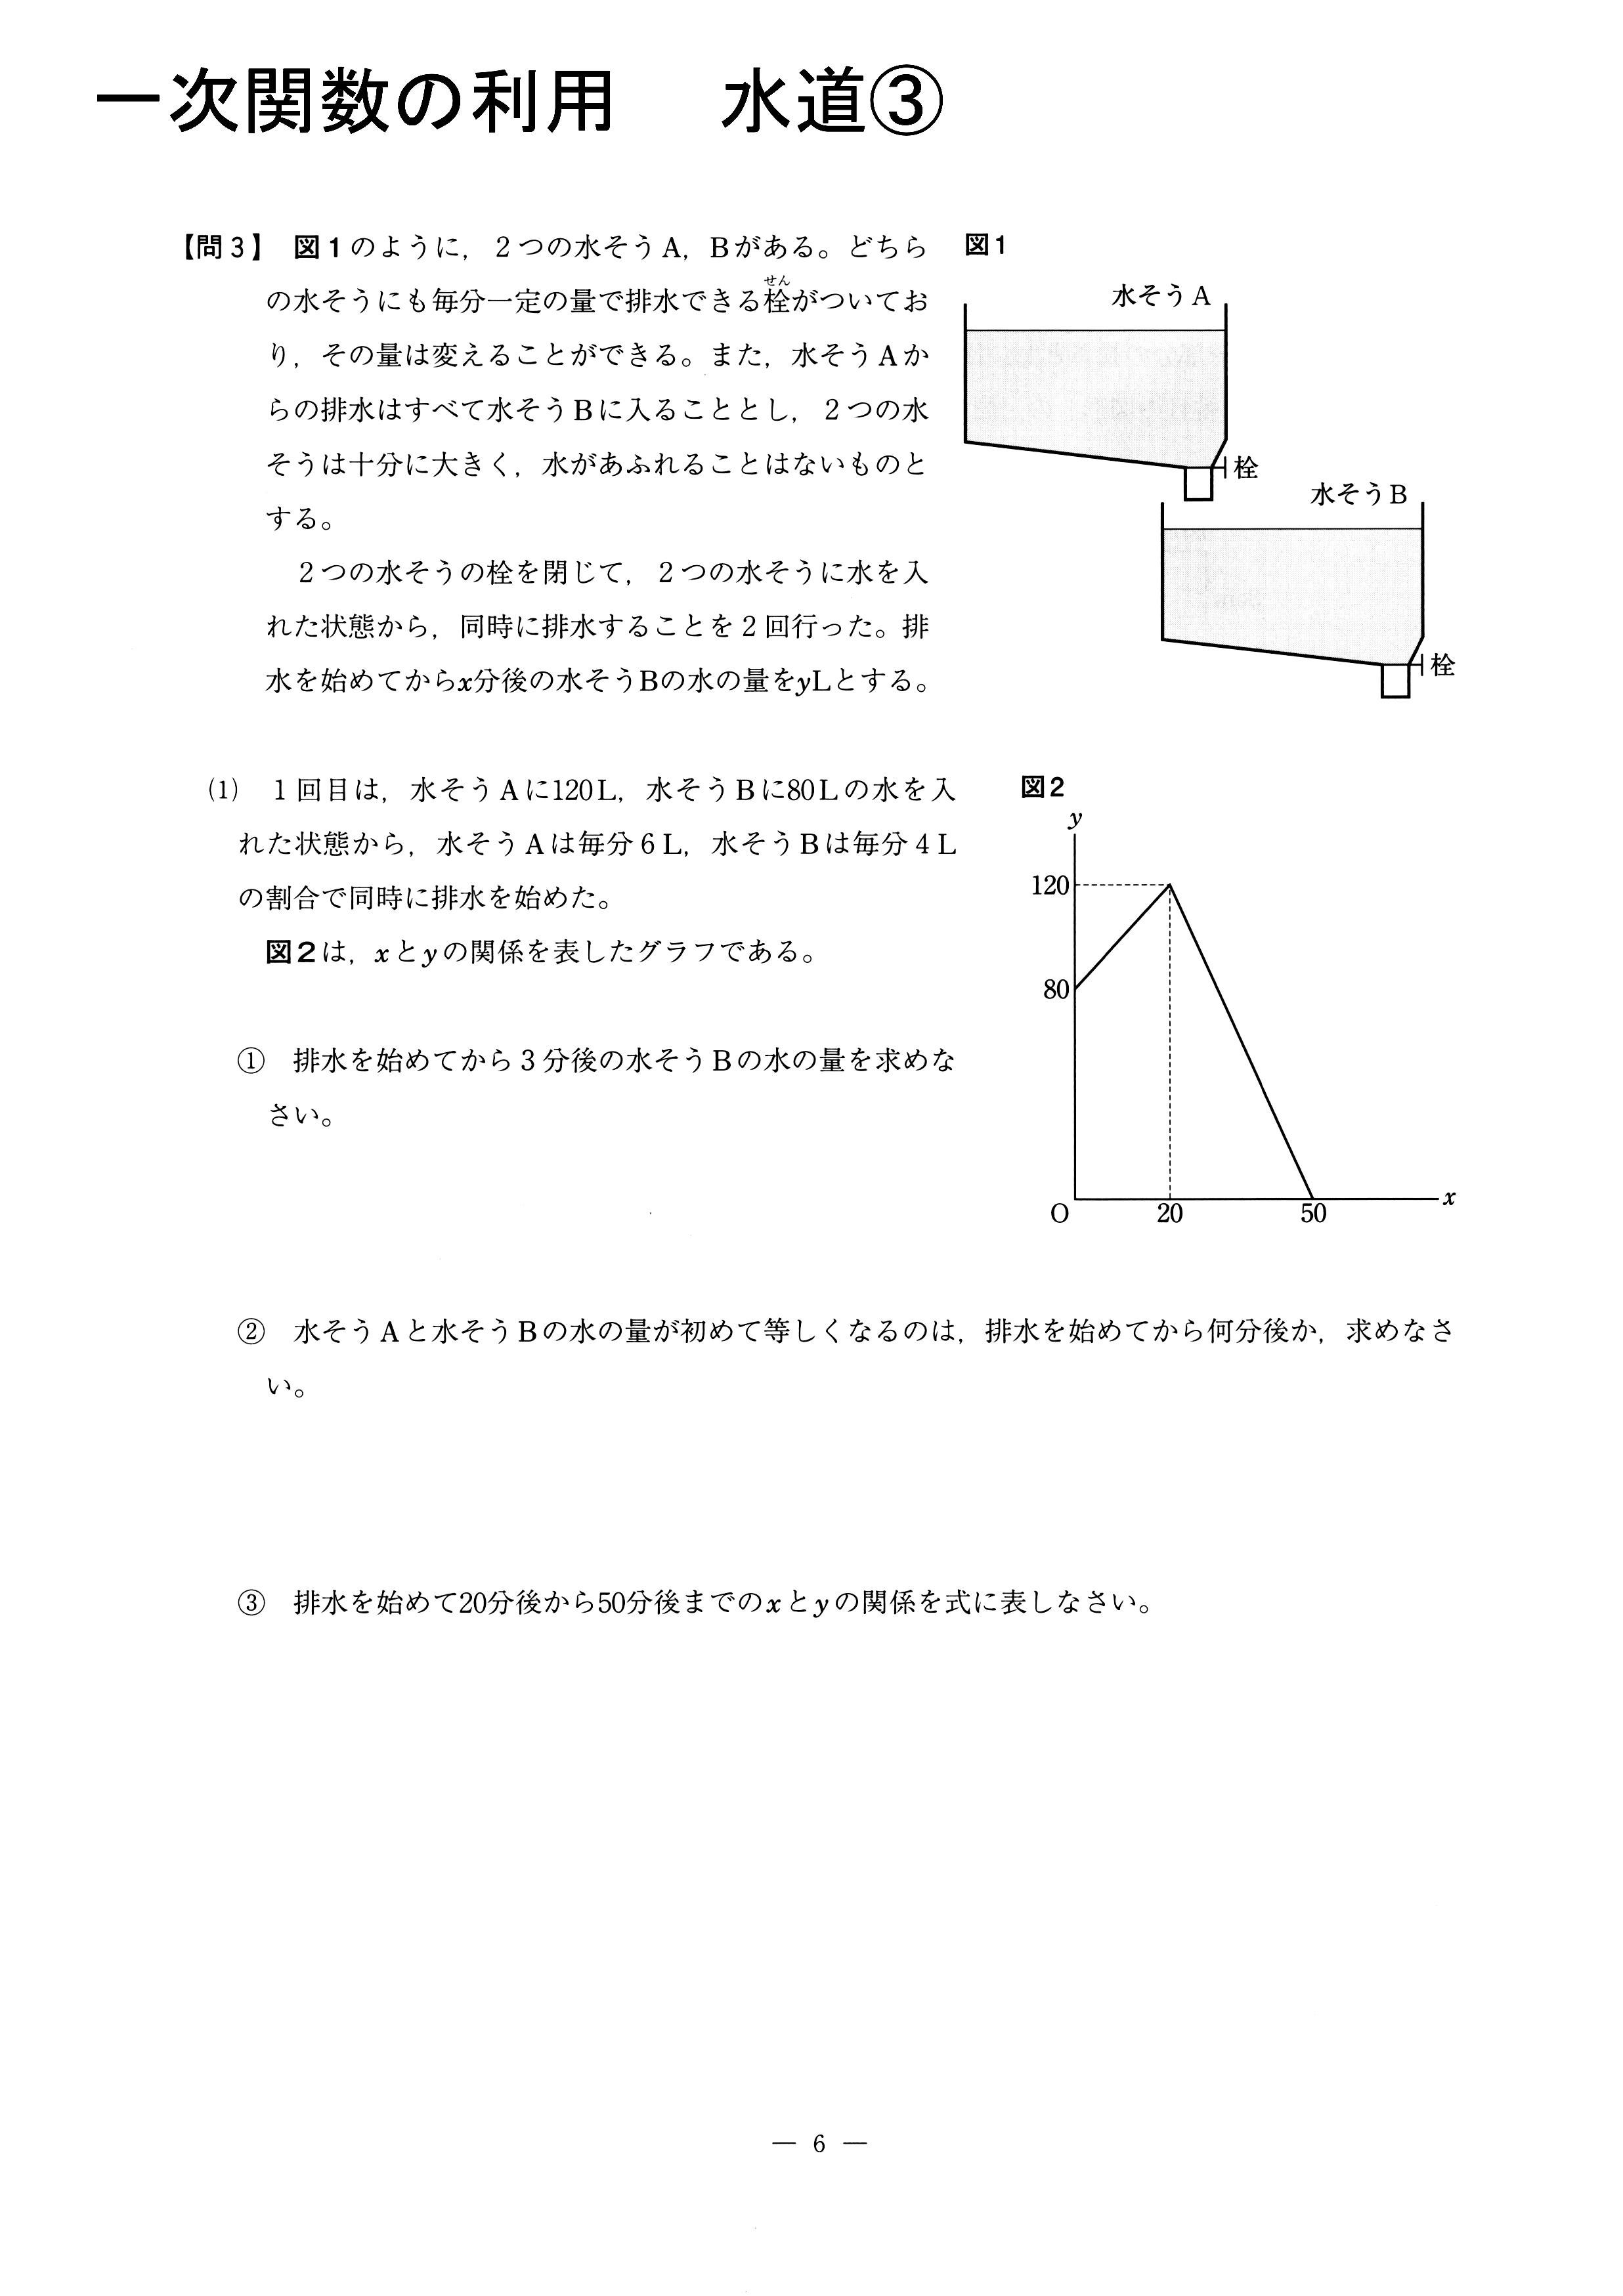 一次関数の利用　水道③
【問３】　図１のように，２つの水そうA，Bがある。どちら
の水そうにも毎分一定の量で排水できる栓がついてお
せん
り，その量は変えることができる。また，水そうAか
らの排水はすべて水そうBに入ることとし，２つの水
そうは十分に大きく，水があふれることはないものと
する。
２つの水そうの栓を閉じて，２つの水そうに水を入
れた状態から，同時に排水することを２回行った。排
水を始めてからx分後の水そうBの水の量をyLとする。
図１
水そうA
栓
水そうB
栓
(1)　１回目は，水そうAに120L，水そうBに80Lの水を入
れた状態から，水そうAは毎分６L，水そうBは毎分４L
の割合で同時に排水を始めた。
図２は，xとyの関係を表したグラフである。
①　排水を始めてから３分後の水そうBの水の量を求めな
さい。
図２
y
120
80
O
20
50
x
②　水そうAと水そうBの水の量が初めて等しくなるのは，排水を始めてから何分後か，求めなさ
い。
③　排水を始めて20分後から50分後までのxとyの関係を式に表しなさい。
― 6 ―